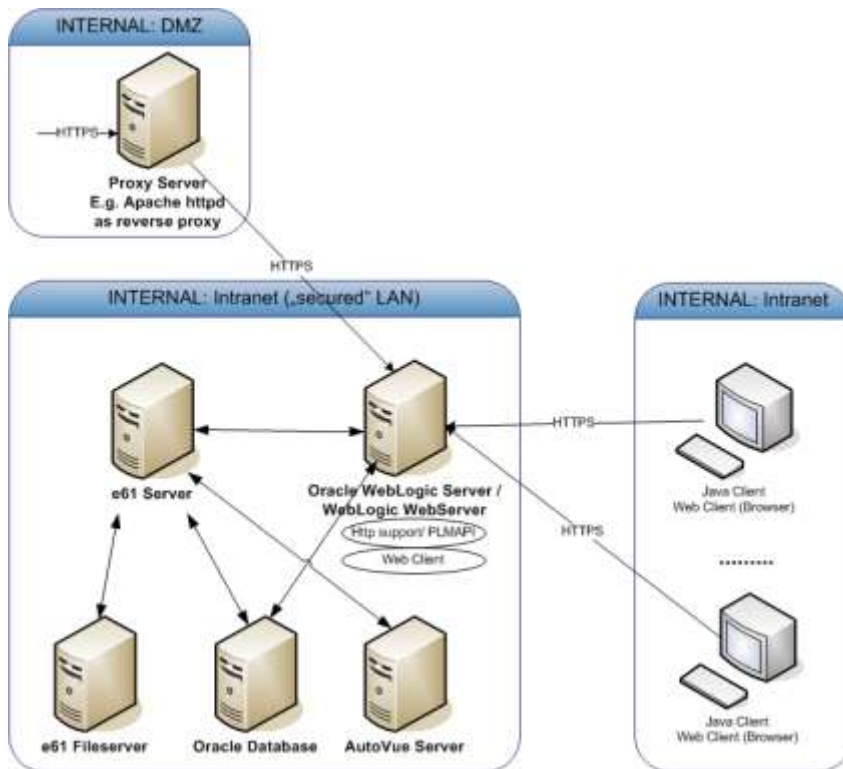 INTERNAL: DMZ
HTTPS
Proxy Server
E.g. Apache httpd
as reverse proxy
HTTPS
INTERNAL: Intranet („secured” LAN)
INTERNAL: Intranet
HTTPS
e61 Server
Oracle WebLogic Server /
WebLogic WebServer
Http support/ PLMAPI
Web Client
Java Client
Web Client (Browser)
HTTPS
.........
e61 Fileserver
Oracle Database
AutoVue Server
Java Client
Web Client (Browser)